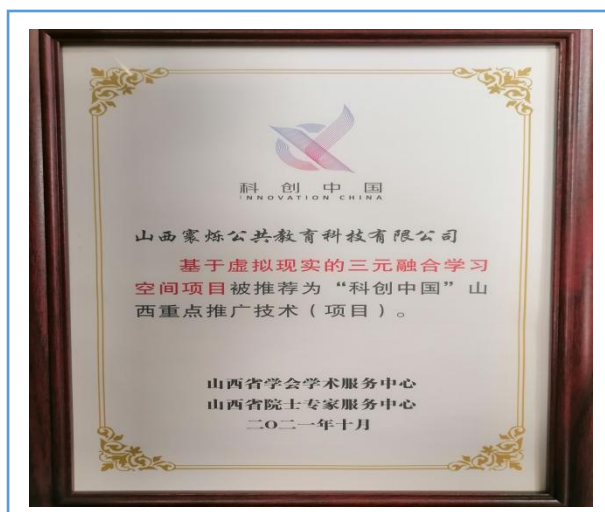 科创中国
INNOVATION CHINA
山西寰烁公共教育科技有限公司
基于虚拟现实的三元融合学习
空间项目被推荐为“科创中国”山
西重点推广技术（项目）。
山西省学会学术服务中心
山西省院士专家服务中心
二〇二一年十月